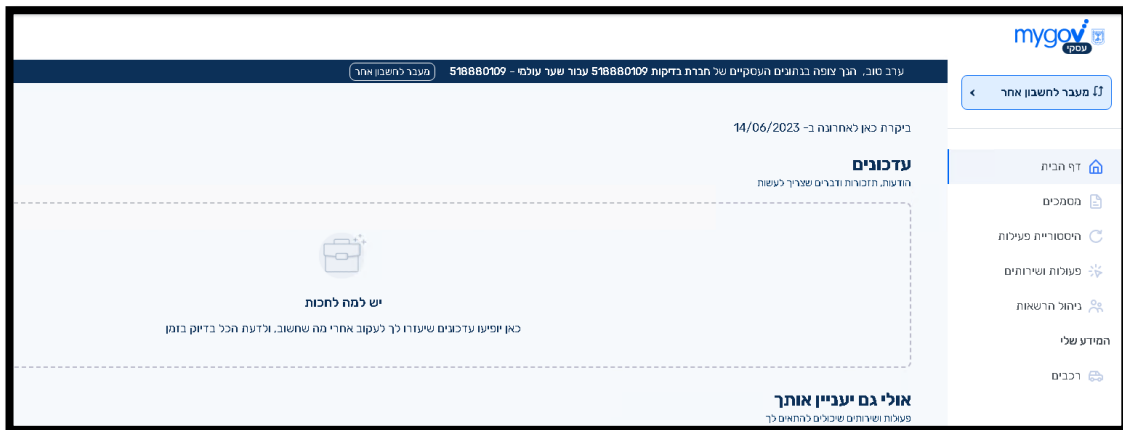 mygov
עסקי
מעבר לחשבון אחר
דף הבית
מסמכים
היסטוריית פעילות
פעולות ושירותים
ניהול הרשאות
המידע שלי
רכבים
ערב טוב, הנך צופה בנתונים העסקיים של חברת בדיקות 518880109 עבור שער עולמי - 518880109 מעבר לחשבון אחר
ביקרת כאן לאחרונה ב- 14/06/2023
עדכונים
הודעות, תזכורות ודברים שצריך לעשות
יש למה לחכות
כאן יופיעו עדכונים שיעזרו לך לעקוב אחרי מה שחשוב, ולדעת הכל בדיוק בזמן
אולי גם יעניין אותך
פעולות ושירותים שיכולים להתאים לך